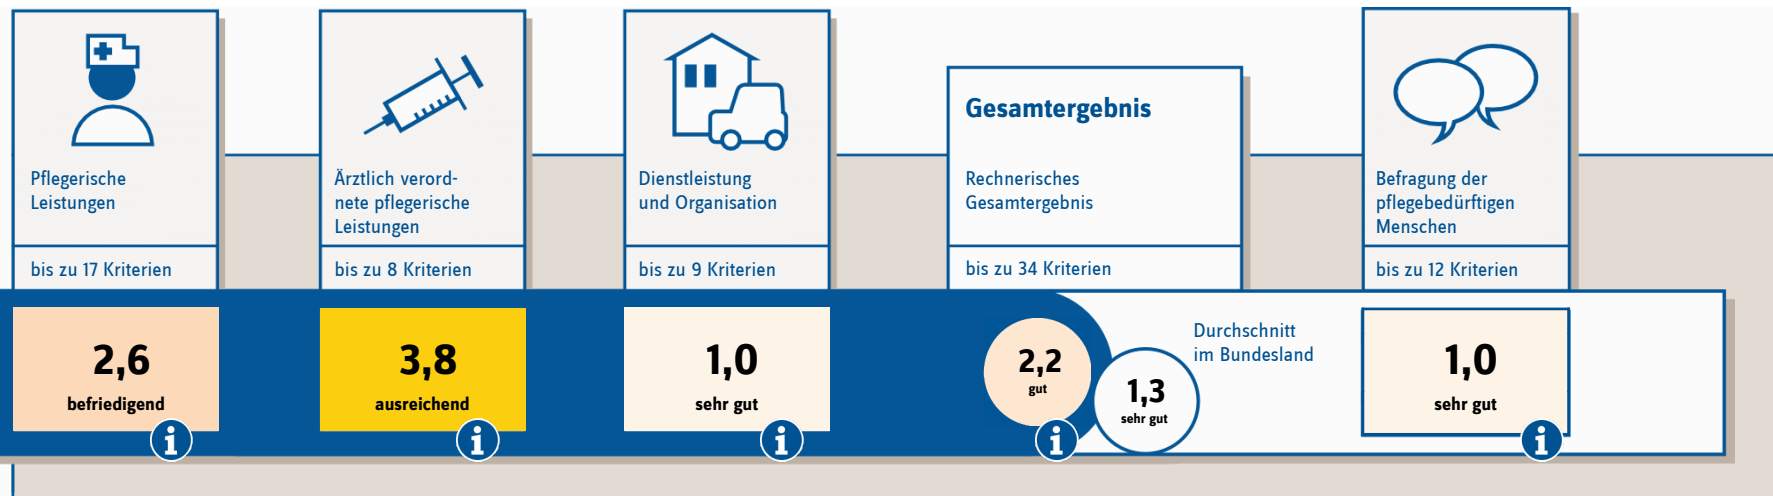 Pflegerische
Leistungen
bis zu 17 Kriterien
2,6
befriedigend
i
Ärztlich verord-
nete pflegerische
Leistungen
bis zu 8 Kriterien
3,8
ausreichend
i
Dienstleistung
und Organisation
bis zu 9 Kriterien
1,0
sehr gut
i
Gesamtergebnis
Rechnerisches
Gesamtergebnis
bis zu 34 Kriterien
2,2
gut
i
1,3
sehr gut
Durchschnitt
im Bundesland
Befragung der
pflegebedürftigen
Menschen
bis zu 12 Kriterien
1,0
sehr gut
i